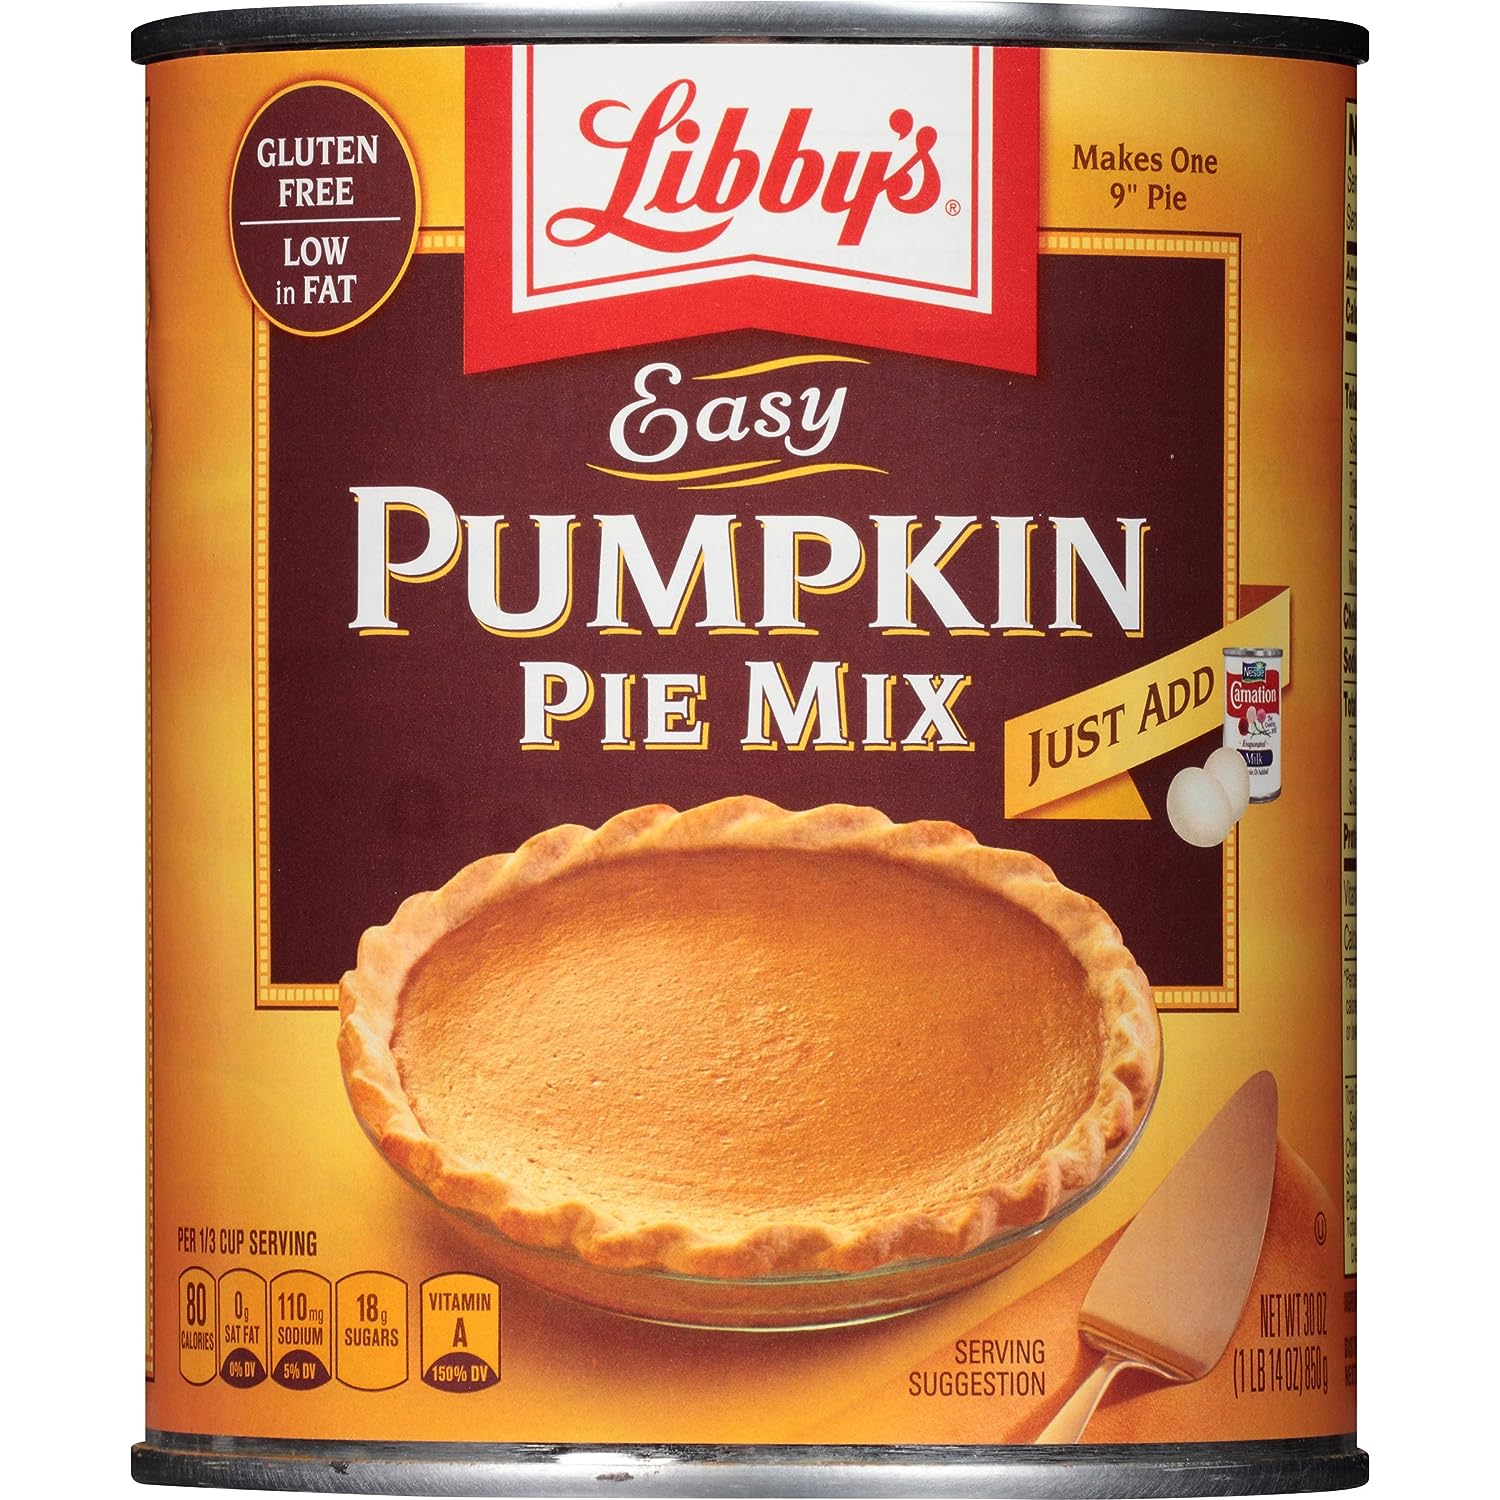 Libby's®
GLUTEN
FREE
LOW
in FAT
Makes One
9" Pie
Easy
PUMPKIN
PIE MIX
JUST ADD
Nestlé
Carnation
Evaporated
Milk
PER 1/3 CUP SERVING
80
CALORIES
0g
SAT FAT
0% DV
110mg
SODIUM
5% DV
18g
SUGARS
VITAMIN
A
150% DV
SERVING
SUGGESTION
U
NET WT 30 OZ
(1 LB 14 OZ) 850g